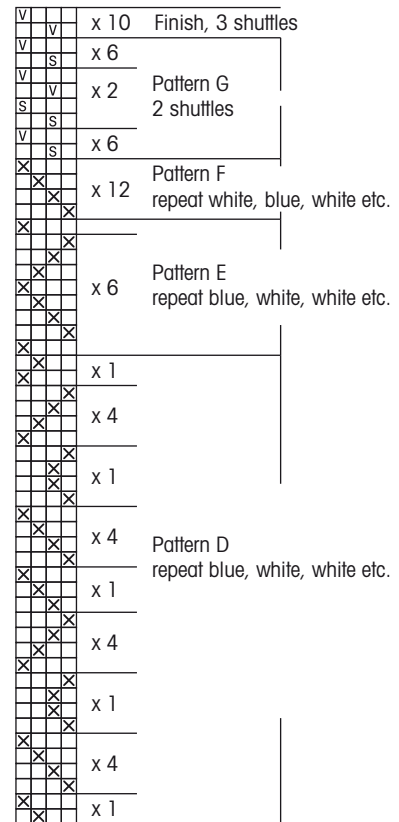 V
V
x 10 Finish, 3 shuttles
V
S
x 6
V
V
S
S
x 2
Pattern G
2 shuttles
V
S
x 6
x 12
Pattern F
repeat white, blue, white etc.
x 6
Pattern E
repeat blue, white, white etc.
x 1
x 4
x 1
x 4
Pattern D
repeat blue, white, white etc.
x 1
x 4
x 1
x 4
x 1